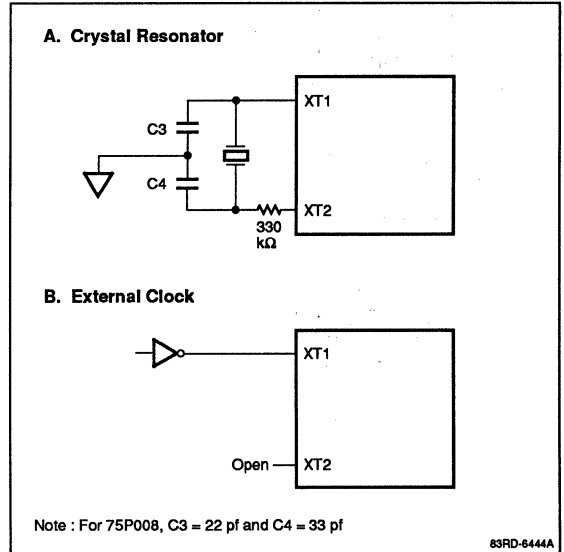 A. Crystal Resonator
XT1
C3
C4
XT2
330
kΩ
B. External Clock
XT1
Open
XT2
Note : For 75P008, C3 = 22 pf and C4 = 33 pf
83RD-6444A